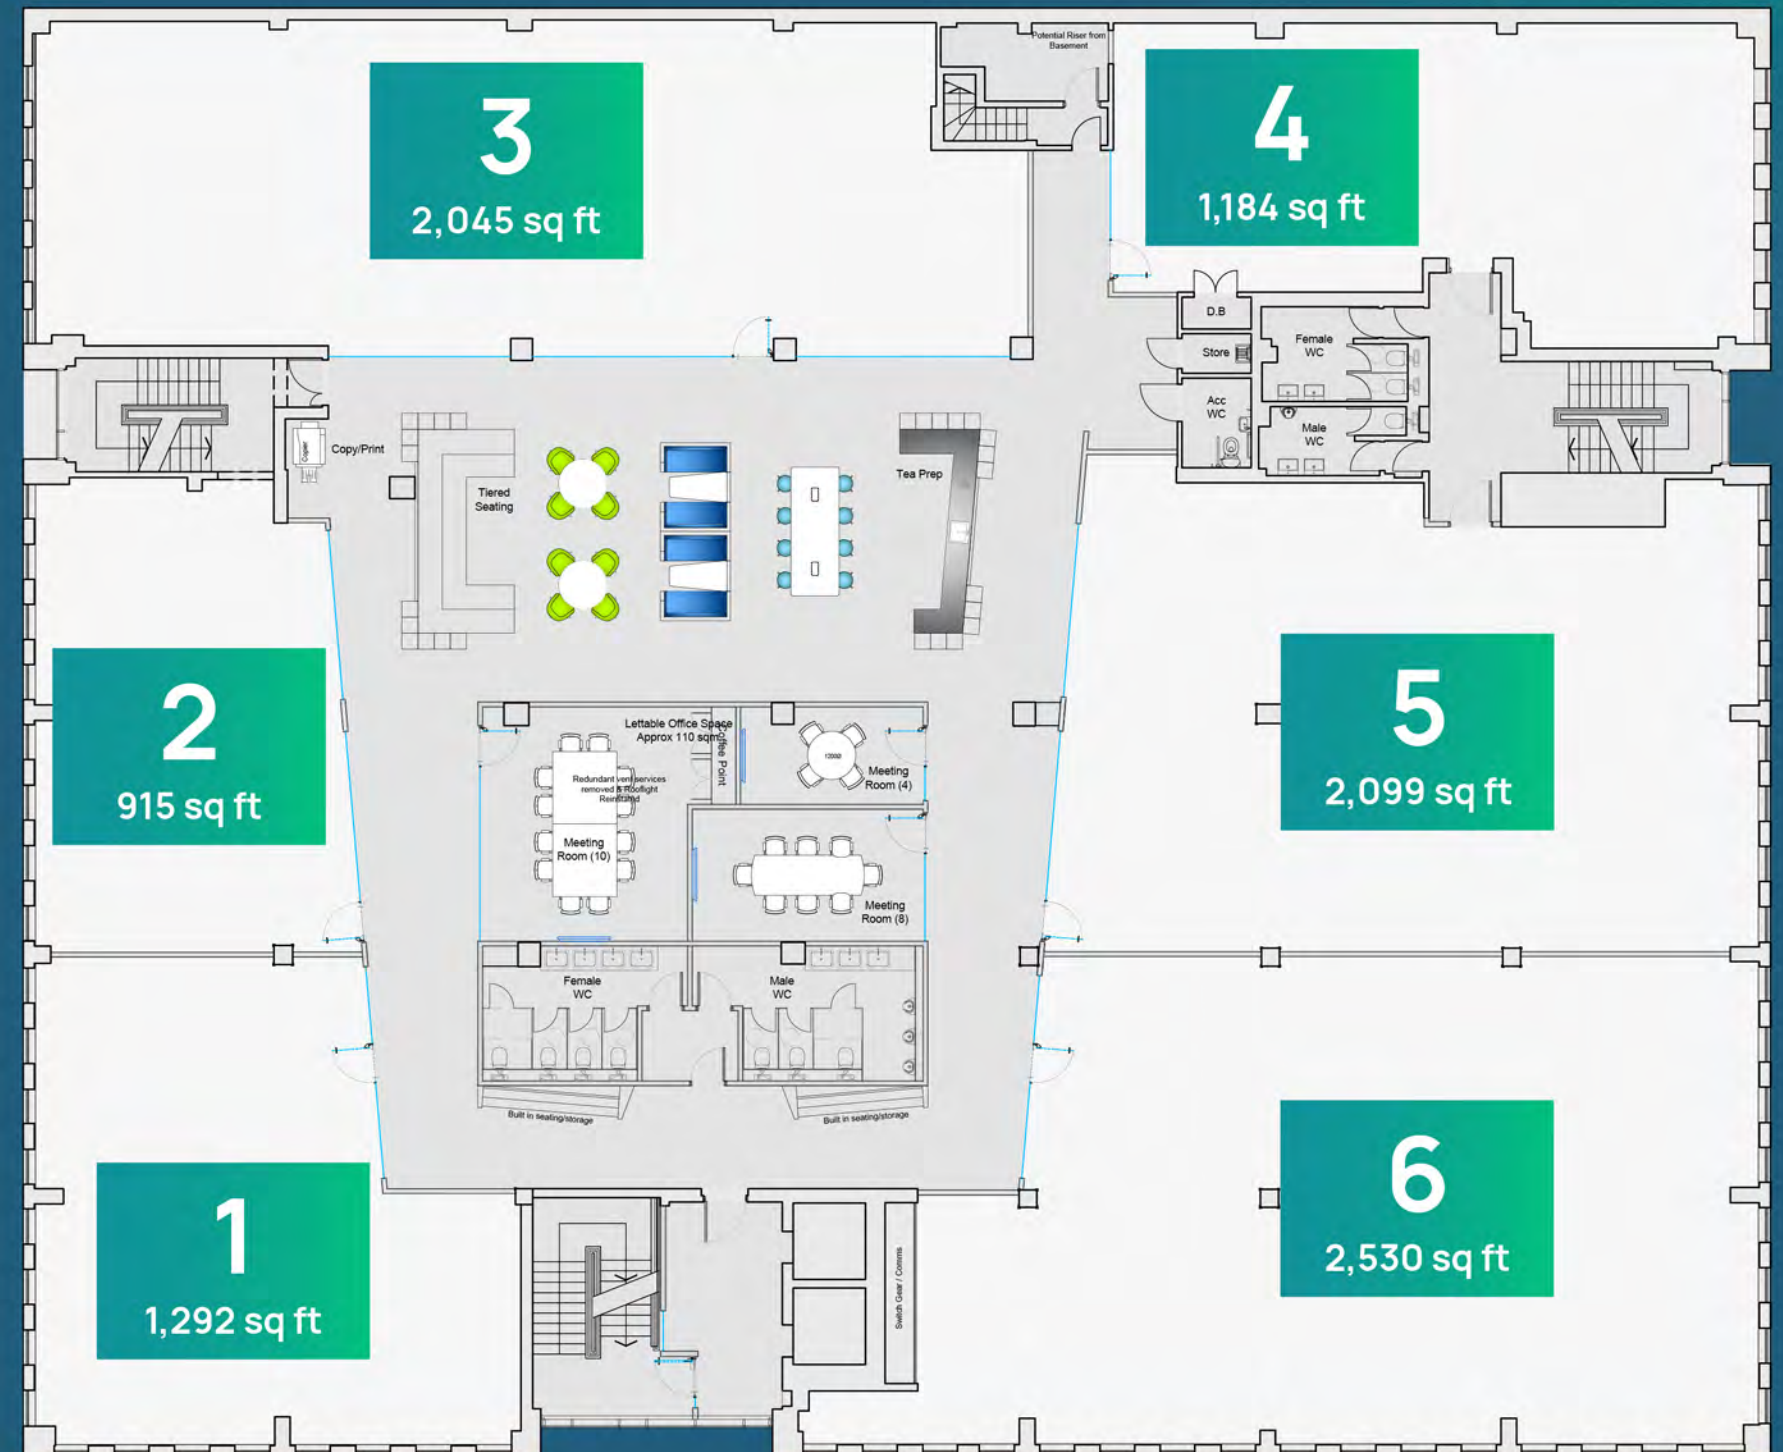 Potential Riser from
Basement
3
2,045 sq ft
4
1,184 sq ft
D.B
Store
Female
WC
Acc
WC
Male
WC
Copier
Copy/Print
Tiered
Seating
Tea Prep
2
915 sq ft
5
2,099 sq ft
Lettable Office Space
Approx 110 sqm
Coffee Point
Redundant vent services
removed & Rooflight
Reinstated
Meeting
Room (4)
Meeting
Room (10)
Meeting
Room (8)
Female
WC
Male
WC
Built in seating/storage
Built in seating/storage
1
1,292 sq ft
6
2,530 sq ft
Switch Gear / Comms